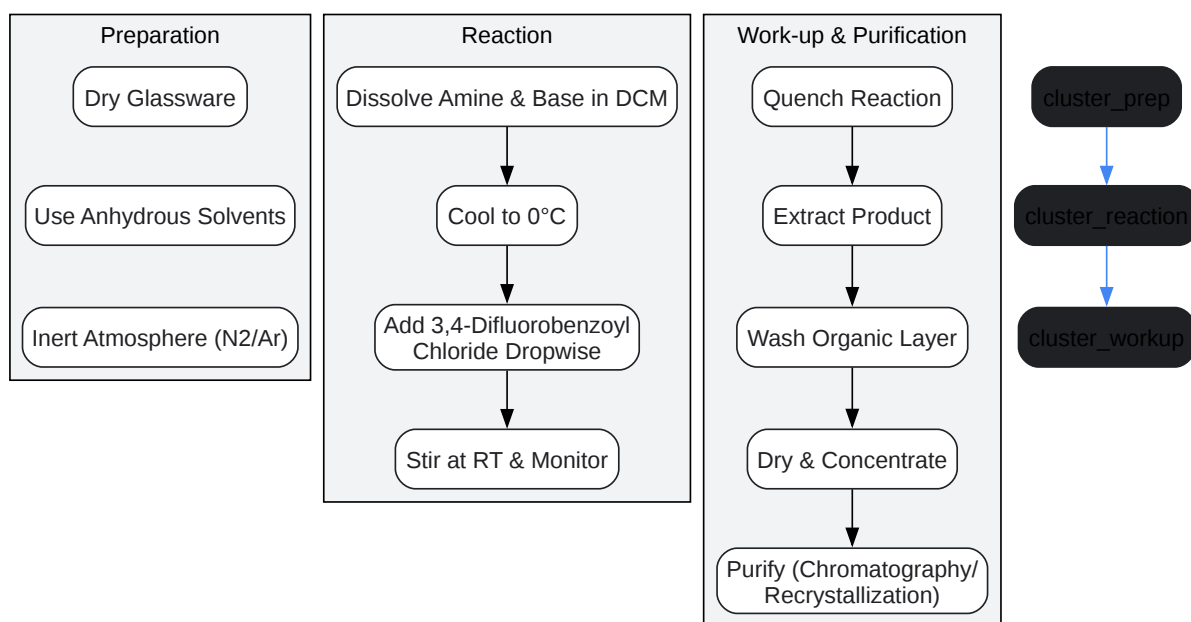 Preparation
Dry Glassware
Use Anhydrous Solvents
Inert Atmosphere (N2/Ar)
Reaction
Dissolve Amine & Base in DCM
Cool to 0°C
Add 3,4-Difluorobenzoyl
Chloride Dropwise
Stir at RT & Monitor
Work-up & Purification
Quench Reaction
Extract Product
Wash Organic Layer
Dry & Concentrate
Purify (Chromatography/
Recrystallization)
cluster_prep
cluster_reaction
cluster_workup